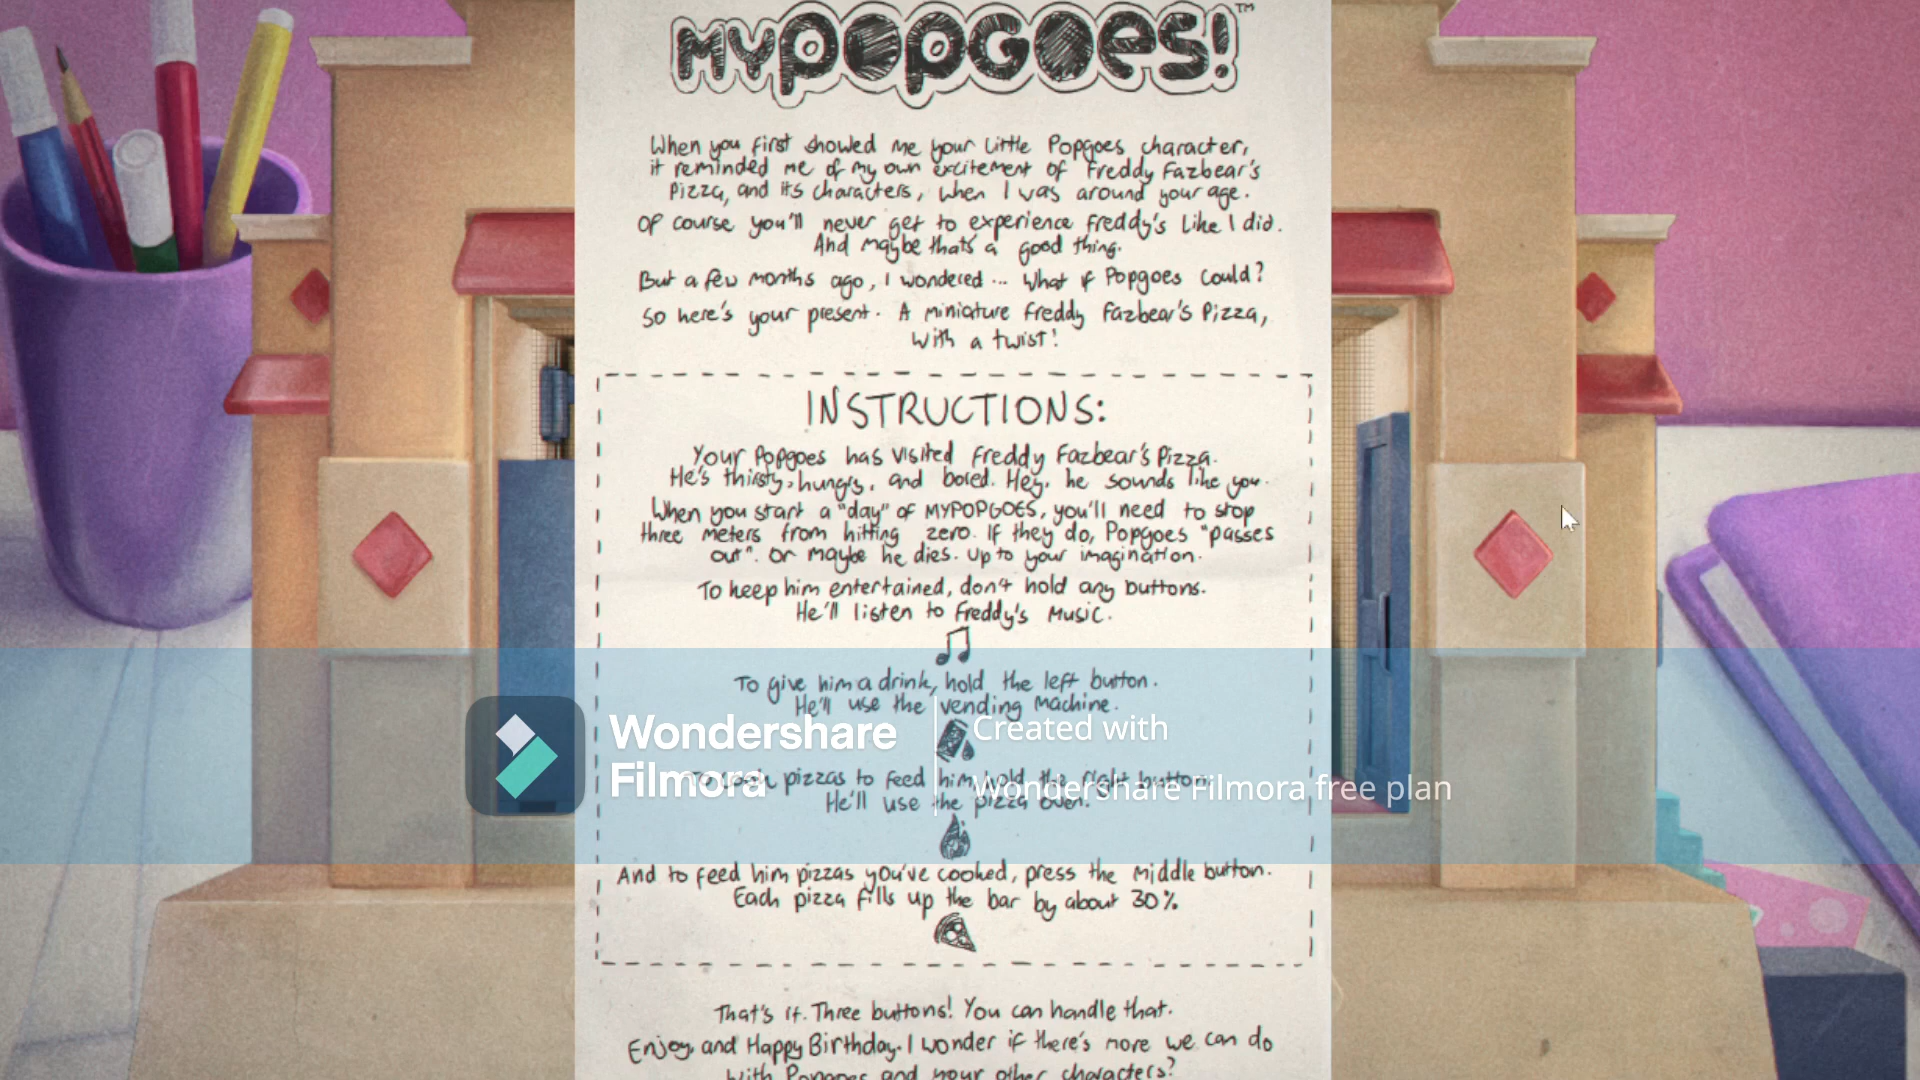 MYPOPGOES!™
When you first showed me your little Popgoes character,
it reminded me of my own excitement of Freddy Fazbear's
Pizza, and its characters, when I was around your age.
Of course you'll never get to experience Freddy's like I did.
And maybe that's a good thing.
But a few months ago, I wondered... What if Popgoes could?
So here's your present. A miniature Freddy Fazbear's Pizza,
with a twist!
INSTRUCTIONS:
Your Popgoes has visited Freddy Fazbear's Pizza.
He's thirsty, hungry, and bored. Hey, he sounds like you.
When you start a "day" of MYPOPGOES, you'll need to stop
three meters from hitting zero. If they do, Popgoes "passes
out". Or maybe he dies. Up to your imagination.
To keep him entertained, don't hold any buttons.
He'll listen to Freddy's Music.
To give him a drink, hold the left button.
He'll use the vending machine.
Wondershare
Filmora
Created with
Wondershare Filmora free plan
To cook pizzas to feed him, hold the right button.
He'll use the pizza oven.
And to feed him pizzas you've cooked, press the middle button.
Each pizza fills up the bar by about 30%
That's it. Three buttons! You can handle that.
Enjoy, and Happy Birthday. I wonder if there's more we can do
with Popgoes and your other characters?